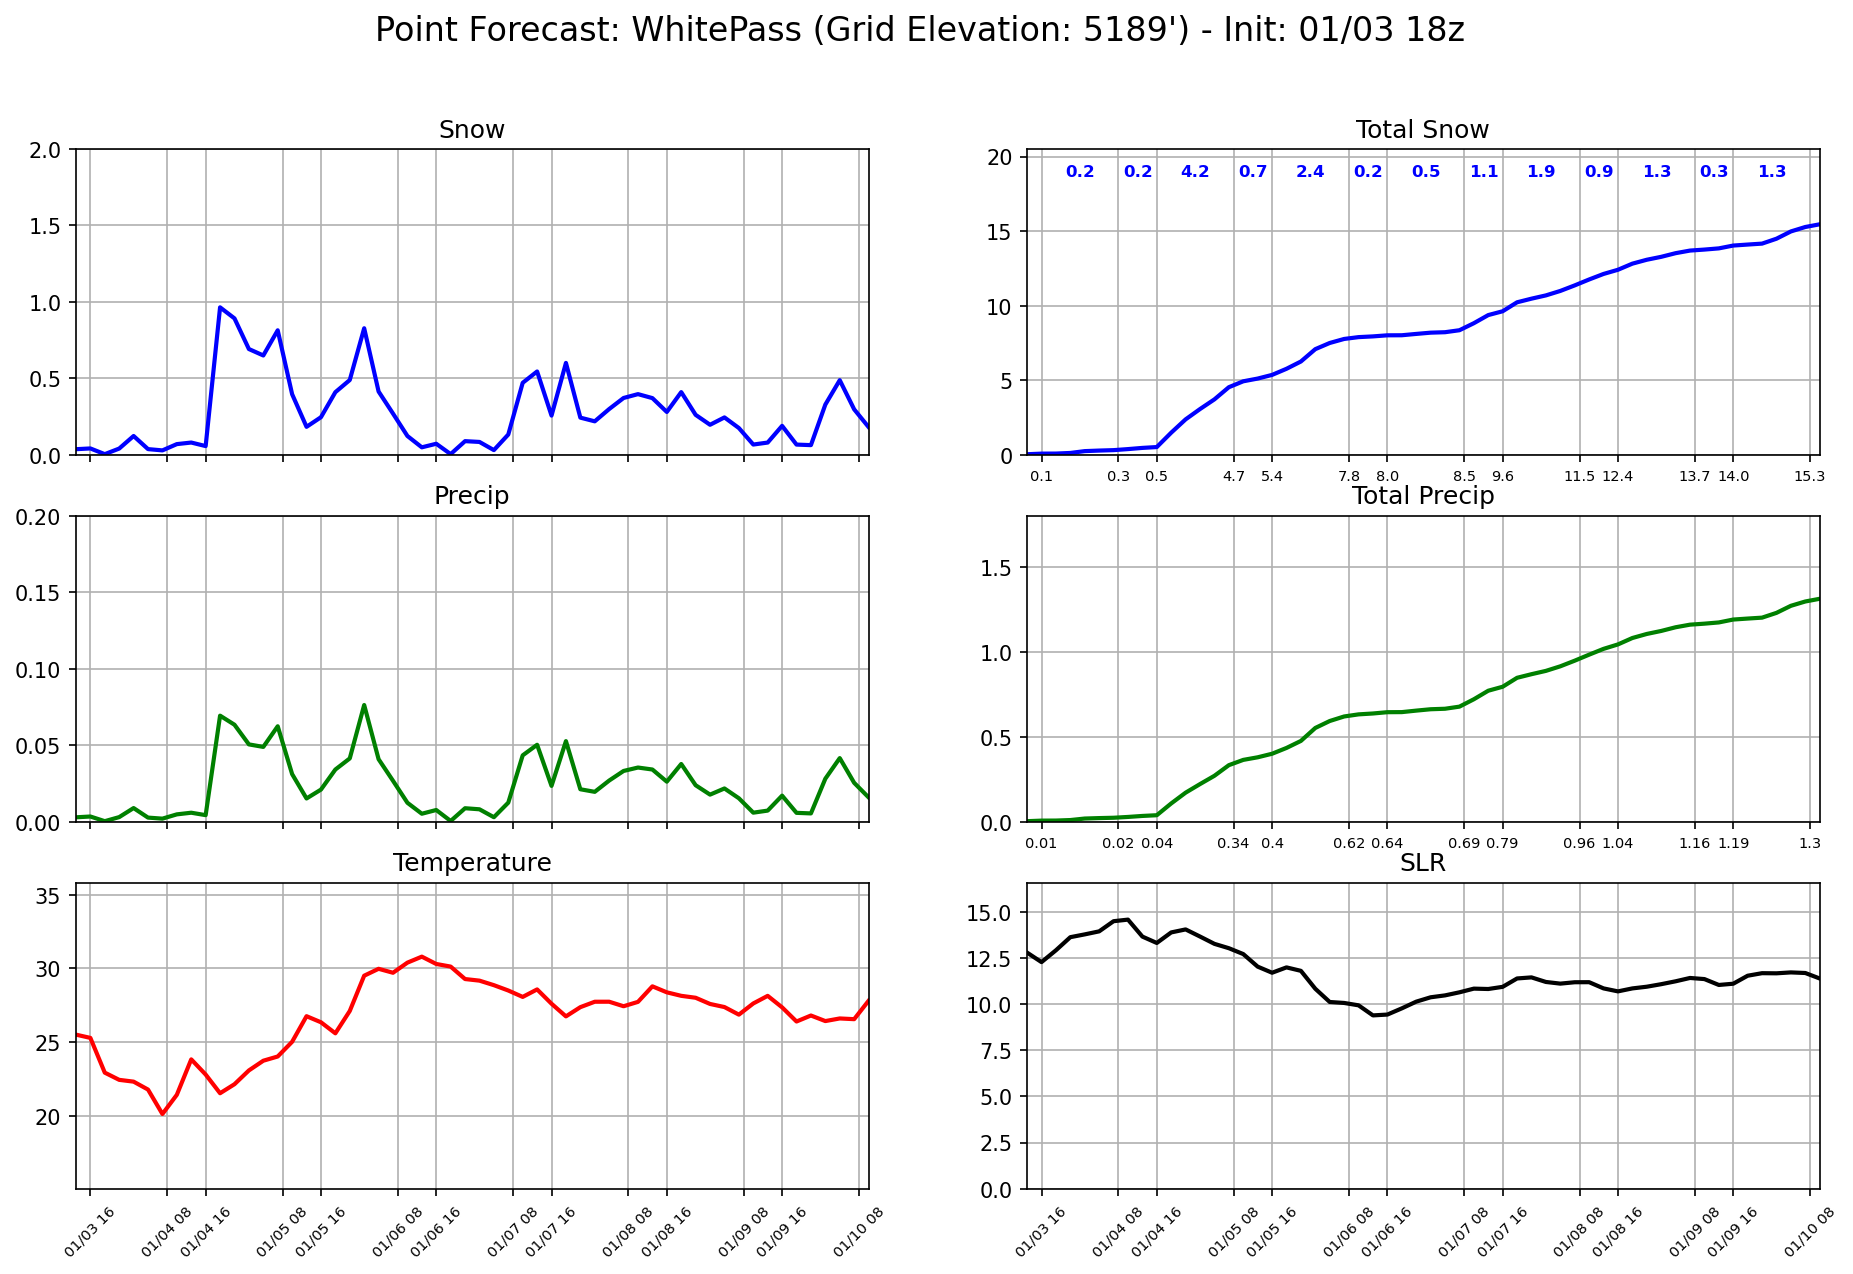 Point Forecast: WhitePass (Grid Elevation: 5189') - Init: 01/03 18z
Snow
2.0
1.5
1.0
0.5
0.0
Total Snow
20
15
10
5
0
0.2 0.2 4.2 0.7 2.4 0.2 0.5 1.1 1.9 0.9 1.3 0.3 1.3
0.1 0.3 0.5 4.7 5.4 7.8 8.0 8.5 9.6 11.5 12.4 13.7 14.0 15.3
Precip
0.20
0.15
0.10
0.05
0.00
Total Precip
1.5
1.0
0.5
0.0
0.01 0.02 0.04 0.34 0.4 0.62 0.64 0.69 0.79 0.96 1.04 1.16 1.19 1.3
Temperature
35
30
25
20
01/03 16 01/04 08 01/04 16 01/05 08 01/05 16 01/06 08 01/06 16 01/07 08 01/07 16 01/08 08 01/08 16 01/09 08 01/09 16 01/10 08
SLR
15.0
12.5
10.0
7.5
5.0
2.5
0.0
01/03 16 01/04 08 01/04 16 01/05 08 01/05 16 01/06 08 01/06 16 01/07 08 01/07 16 01/08 08 01/08 16 01/09 08 01/09 16 01/10 08